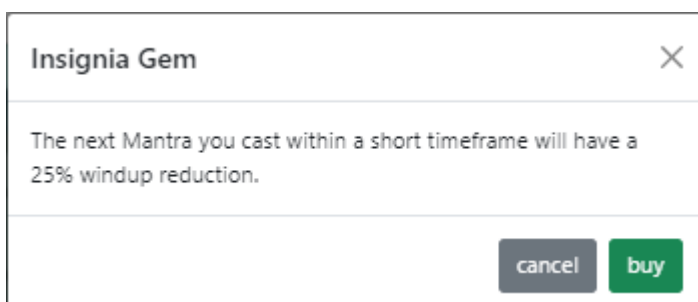 Insignia Gem
The next Mantra you cast within a short timeframe will have a
25% windup reduction.
cancel buy